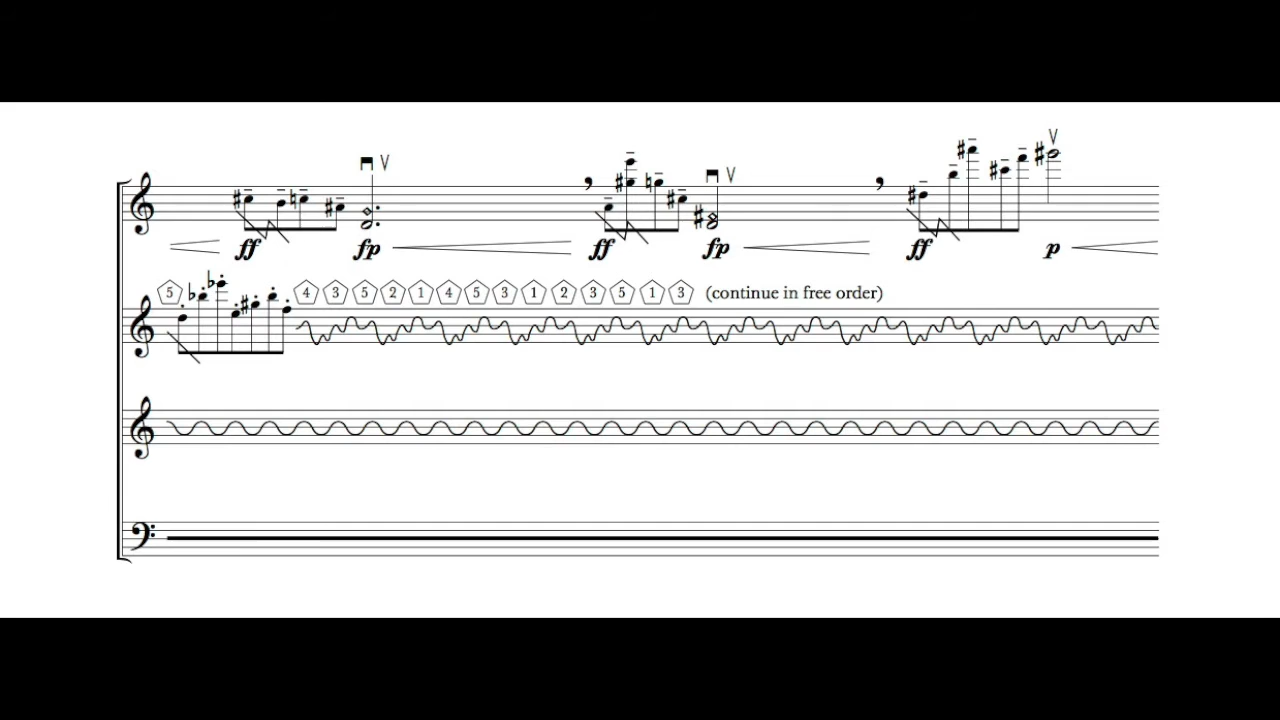 ff fp ff fp ff p
5 4 3 5 2 1 4 5 3 1 2 3 5 1 3 (continue in free order)